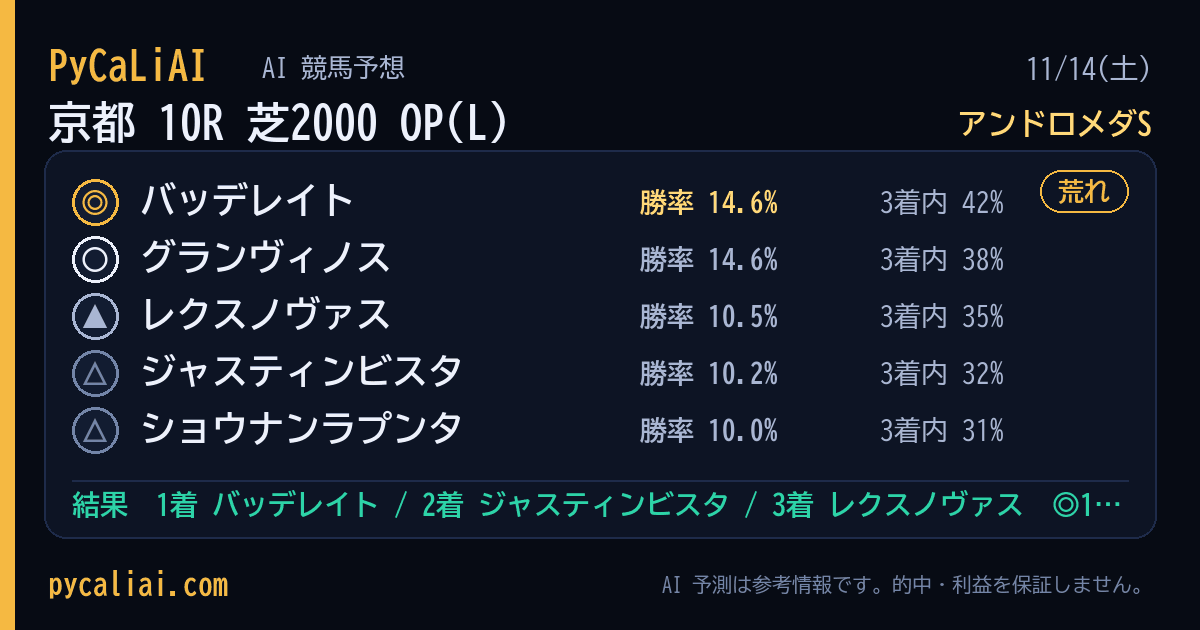 PyCaLiAI AI 競馬予想 11/14(土)
京都 10R 芝2000 OP(L) アンドロメダS
◎ バッデレイト 勝率 14.6% 3着内 42% 荒れ
○ グランヴィノス 勝率 14.6% 3着内 38%
▲ レクスノヴァス 勝率 10.5% 3着内 35%
△ ジャスティンビスタ 勝率 10.2% 3着内 32%
△ ショウナンラプンタ 勝率 10.0% 3着内 31%
結果 1着 バッデレイト / 2着 ジャスティンビスタ / 3着 レクスノヴァス ◎1…
pycaliai.com AI 予測は参考情報です。的中・利益を保証しません。